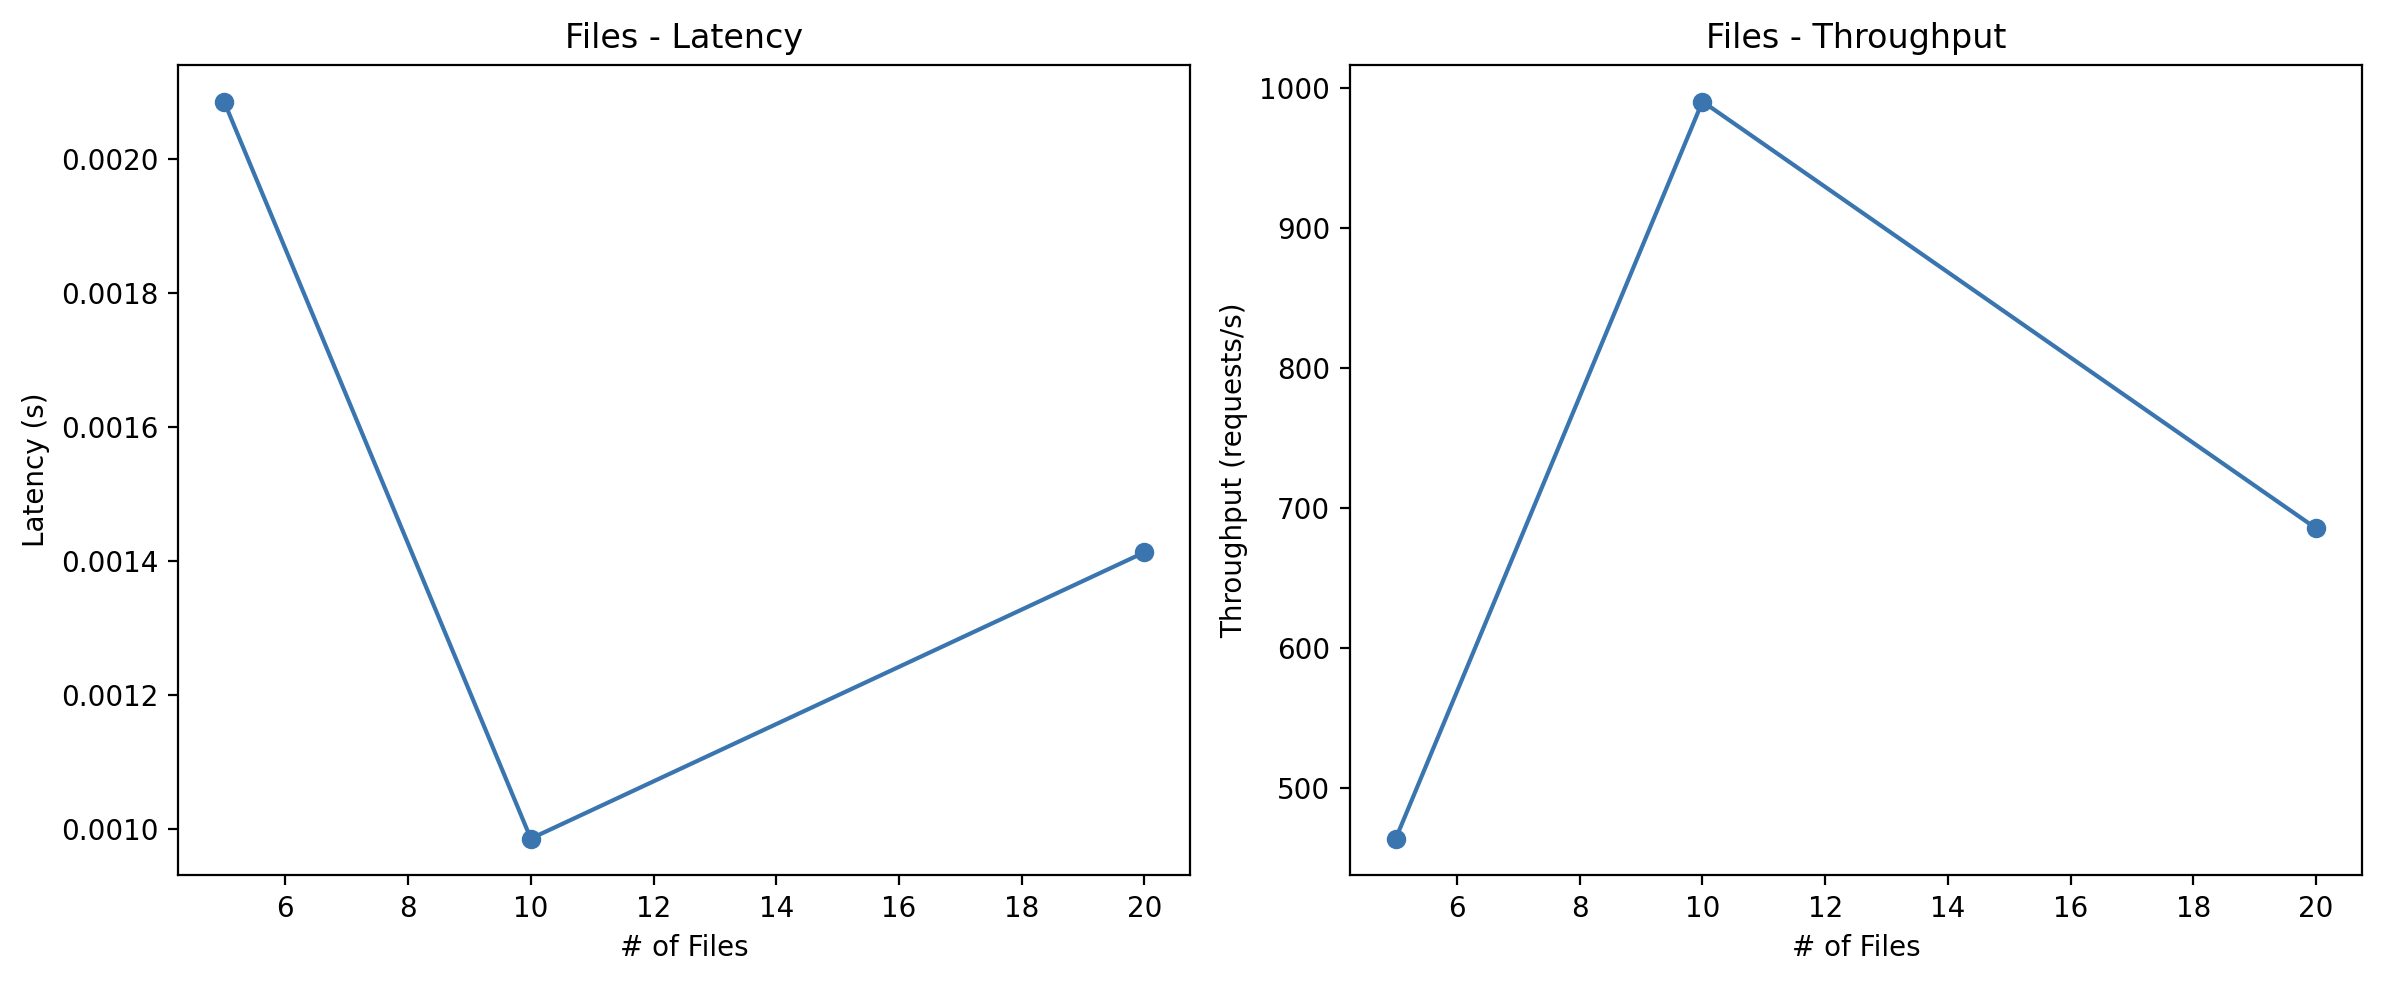 Files - Latency
Latency (s)
0.0020
0.0018
0.0016
0.0014
0.0012
0.0010
6 8 10 12 14 16 18 20
# of Files
Files - Throughput
Throughput (requests/s)
1000
900
800
700
600
500
6 8 10 12 14 16 18 20
# of Files